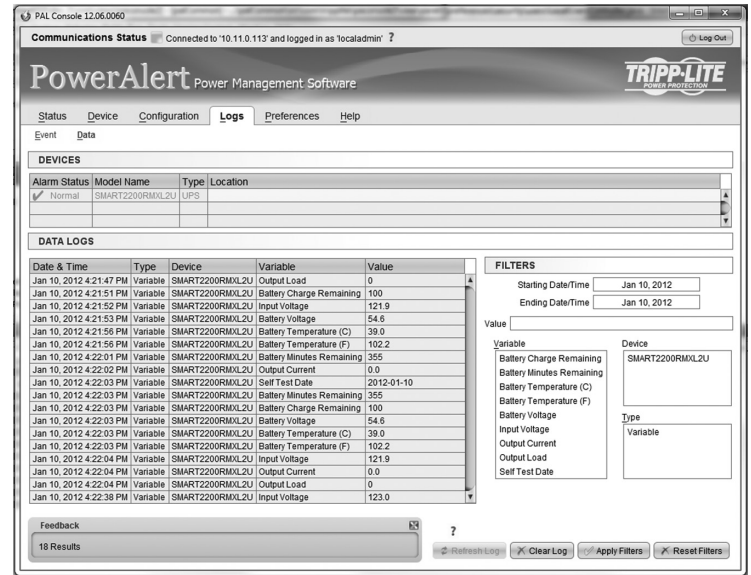 PAL Console 12.06.0060
Communications Status Connected to '10.11.0.113' and logged in as 'localadmin' ? Log Out
PowerAlert Power Management Software
TRIPP·LITE
POWER PROTECTION
Status Device Configuration Logs Preferences Help
Event Data
DEVICES
Alarm Status Model Name Type Location
Normal SMART2200RMXL2U UPS
DATA LOGS
Date & Time Type Device Variable Value
Jan 10, 2012 4:21:47 PM Variable SMART2200RMXL2U Output Load 0
Jan 10, 2012 4:21:51 PM Variable SMART2200RMXL2U Battery Charge Remaining 100
Jan 10, 2012 4:21:52 PM Variable SMART2200RMXL2U Input Voltage 121.9
Jan 10, 2012 4:21:53 PM Variable SMART2200RMXL2U Battery Voltage 54.6
Jan 10, 2012 4:21:56 PM Variable SMART2200RMXL2U Battery Temperature (C) 39.0
Jan 10, 2012 4:21:56 PM Variable SMART2200RMXL2U Battery Temperature (F) 102.2
Jan 10, 2012 4:22:01 PM Variable SMART2200RMXL2U Battery Minutes Remaining 355
Jan 10, 2012 4:22:02 PM Variable SMART2200RMXL2U Output Current 0.0
Jan 10, 2012 4:22:03 PM Variable SMART2200RMXL2U Self Test Date 2012-01-10
Jan 10, 2012 4:22:03 PM Variable SMART2200RMXL2U Battery Minutes Remaining 355
Jan 10, 2012 4:22:03 PM Variable SMART2200RMXL2U Battery Charge Remaining 100
Jan 10, 2012 4:22:03 PM Variable SMART2200RMXL2U Battery Voltage 54.6
Jan 10, 2012 4:22:03 PM Variable SMART2200RMXL2U Battery Temperature (C) 39.0
Jan 10, 2012 4:22:03 PM Variable SMART2200RMXL2U Battery Temperature (F) 102.2
Jan 10, 2012 4:22:04 PM Variable SMART2200RMXL2U Input Voltage 121.9
Jan 10, 2012 4:22:04 PM Variable SMART2200RMXL2U Output Current 0.0
Jan 10, 2012 4:22:04 PM Variable SMART2200RMXL2U Output Load 0
Jan 10, 2012 4:22:38 PM Variable SMART2200RMXL2U Input Voltage 123.0
FILTERS
Starting Date/Time Jan 10, 2012
Ending Date/Time Jan 10, 2012
Value
Variable
Battery Charge Remaining
Battery Minutes Remaining
Battery Temperature (C)
Battery Temperature (F)
Battery Voltage
Input Voltage
Output Current
Output Load
Self Test Date
Device
SMART2200RMXL2U
Type
Variable
Feedback
18 Results
?
Refresh Log Clear Log Apply Filters Reset Filters